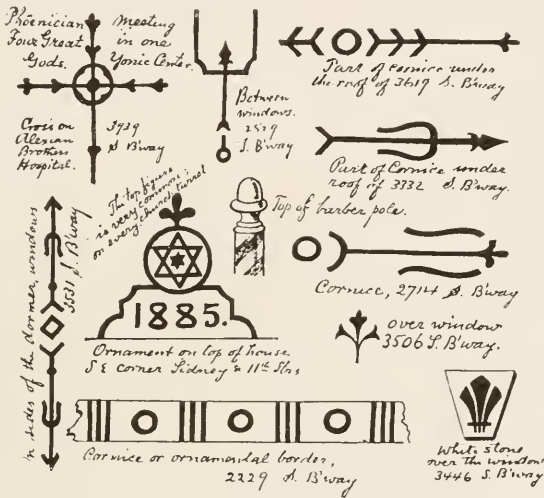 Phoenician
Four Great
Gods.
Meeting
in one
Yonic Center.
Cross on
Alexian
Brothers
Hospital.
3939
S B'way
Between
windows.
2529
S. B'way
Part of Cornice under
the roof of 3619 S. B'way
Part of Cornice under
roof of 3332 S. B'way.
The top figure
is very common:
on every church turret
Top of barber pole.
Cornice, 2714 S. B'way
1885.
Ornament on top of house
S E corner Sidney & 11th Sts
over window
3506 S. B'way.
n sides of the dormer, windows
3531 S. B'way
Cornice or ornamental border,
2229 S. B'way
White stone
over the window
3446 S. B'way